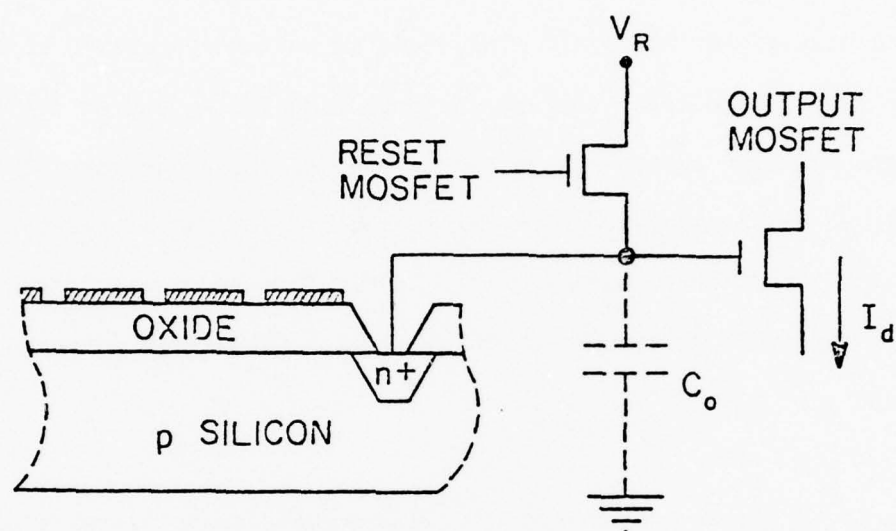 V_R
OUTPUT
MOSFET
RESET
MOSFET
OXIDE
I_d
n+
C_o
p SILICON